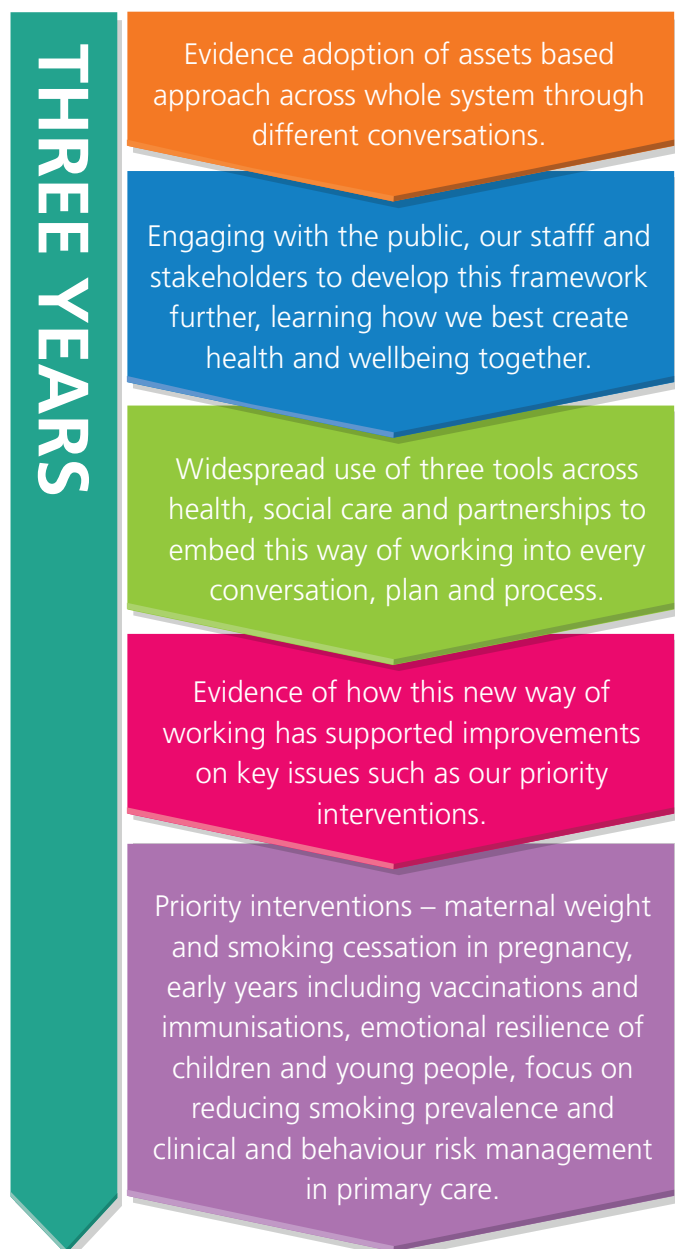 THREE YEARS
Evidence adoption of assets based
approach across whole system through
different conversations.
Engaging with the public, our stafff and
stakeholders to develop this framework
further, learning how we best create
health and wellbeing together.
Widespread use of three tools across
health, social care and partnerships to
embed this way of working into every
conversation, plan and process.
Evidence of how this new way of
working has supported improvements
on key issues such as our priority
interventions.
Priority interventions – maternal weight
and smoking cessation in pregnancy,
early years including vaccinations and
immunisations, emotional resilience of
children and young people, focus on
reducing smoking prevalence and
clinical and behaviour risk management
in primary care.